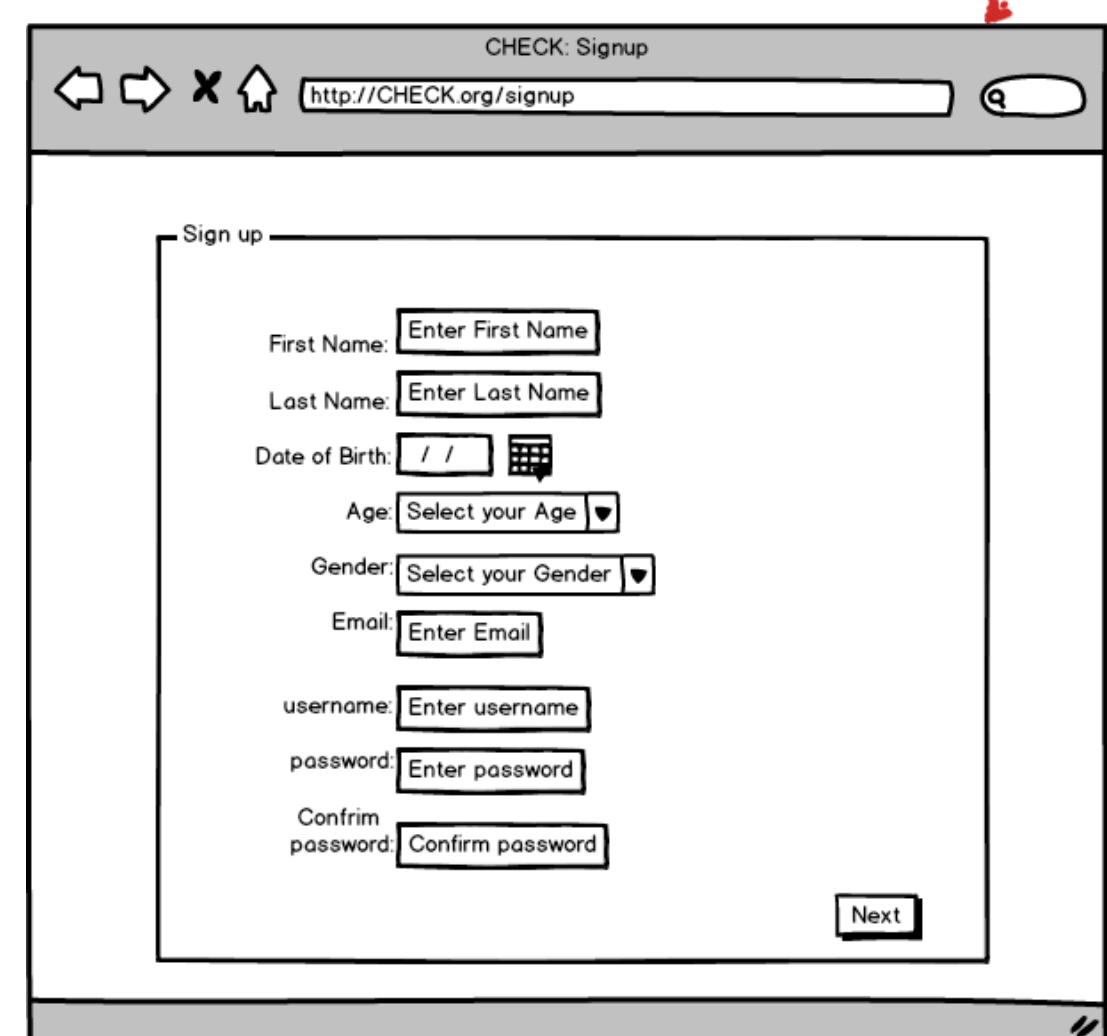 CHECK: Signup
http://CHECK.org/signup
Sign up
First Name: Enter First Name
Last Name: Enter Last Name
Date of Birth: / /
Age: Select your Age
Gender: Select your Gender
Email: Enter Email
username: Enter username
password: Enter password
Confrim
password: Confirm password
Next